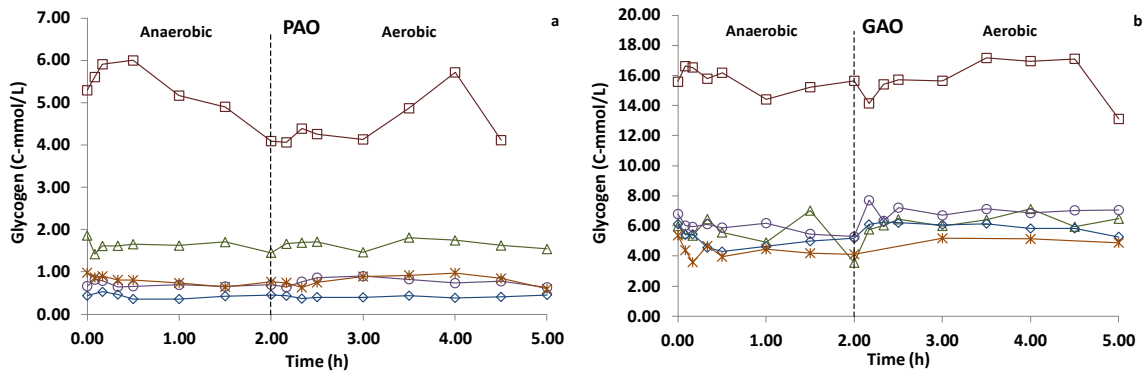 a
PAO
Anaerobic
Aerobic
Glycogen (C-mmol/L)
7.00
6.00
5.00
4.00
3.00
2.00
1.00
0.00
0.00 1.00 2.00 3.00 4.00 5.00
Time (h)
b
GAO
Anaerobic
Aerobic
Glycogen (C-mmol/L)
20.00
18.00
16.00
14.00
12.00
10.00
8.00
6.00
4.00
2.00
0.00
0.00 1.00 2.00 3.00 4.00 5.00
Time (h)